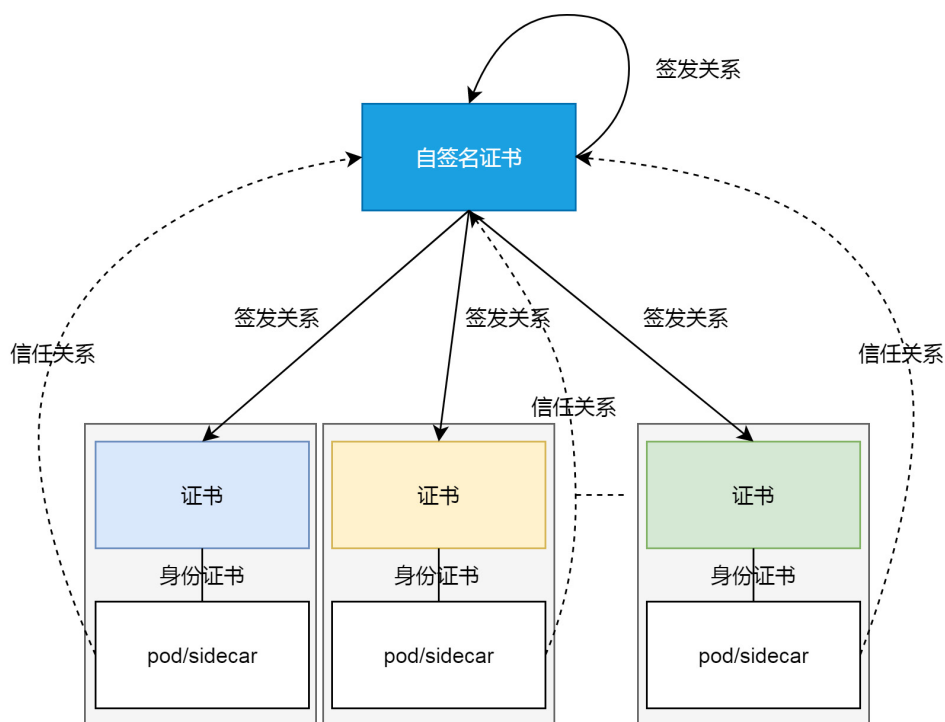 签发关系
自签名证书
签发关系
签发关系
签发关系
信任关系
信任关系
信任关系
证书
证书
证书
身份证书
身份证书
身份证书
pod/sidecar
pod/sidecar
pod/sidecar